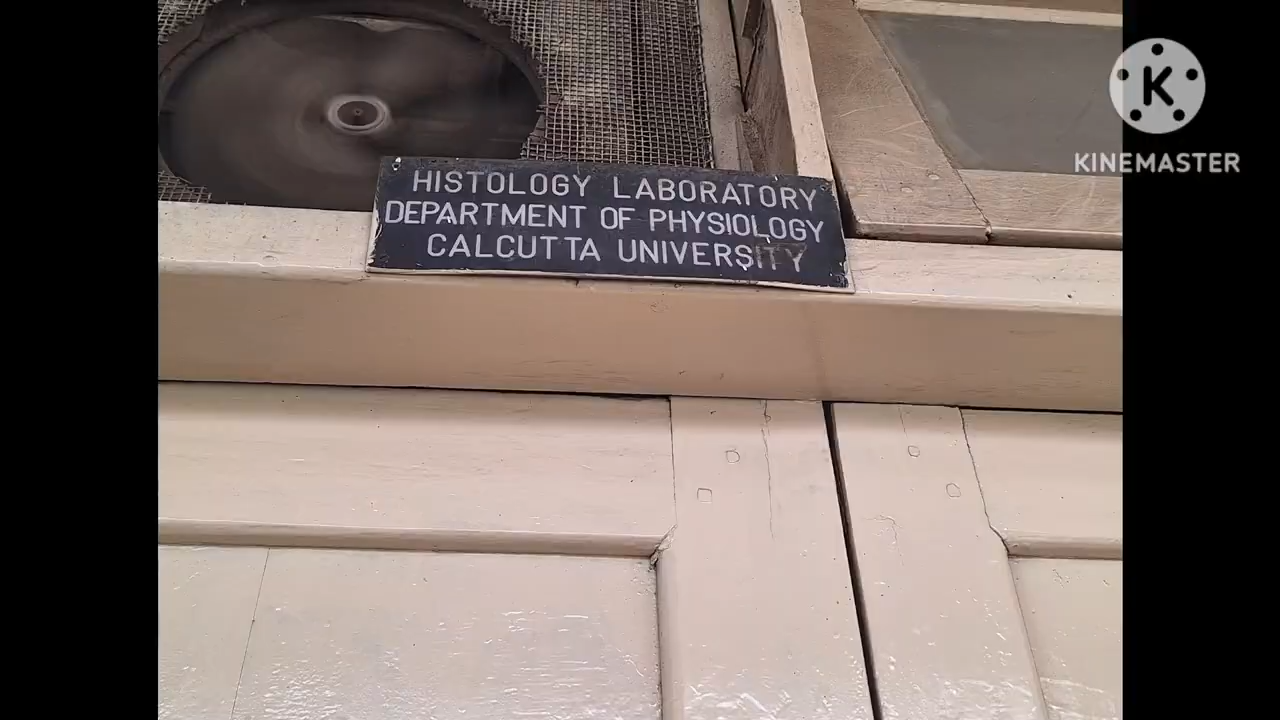 HISTOLOGY LABORATORY
DEPARTMENT OF PHYSIOLOGY
CALCUTTA UNIVERSITY
K
KINEMASTER